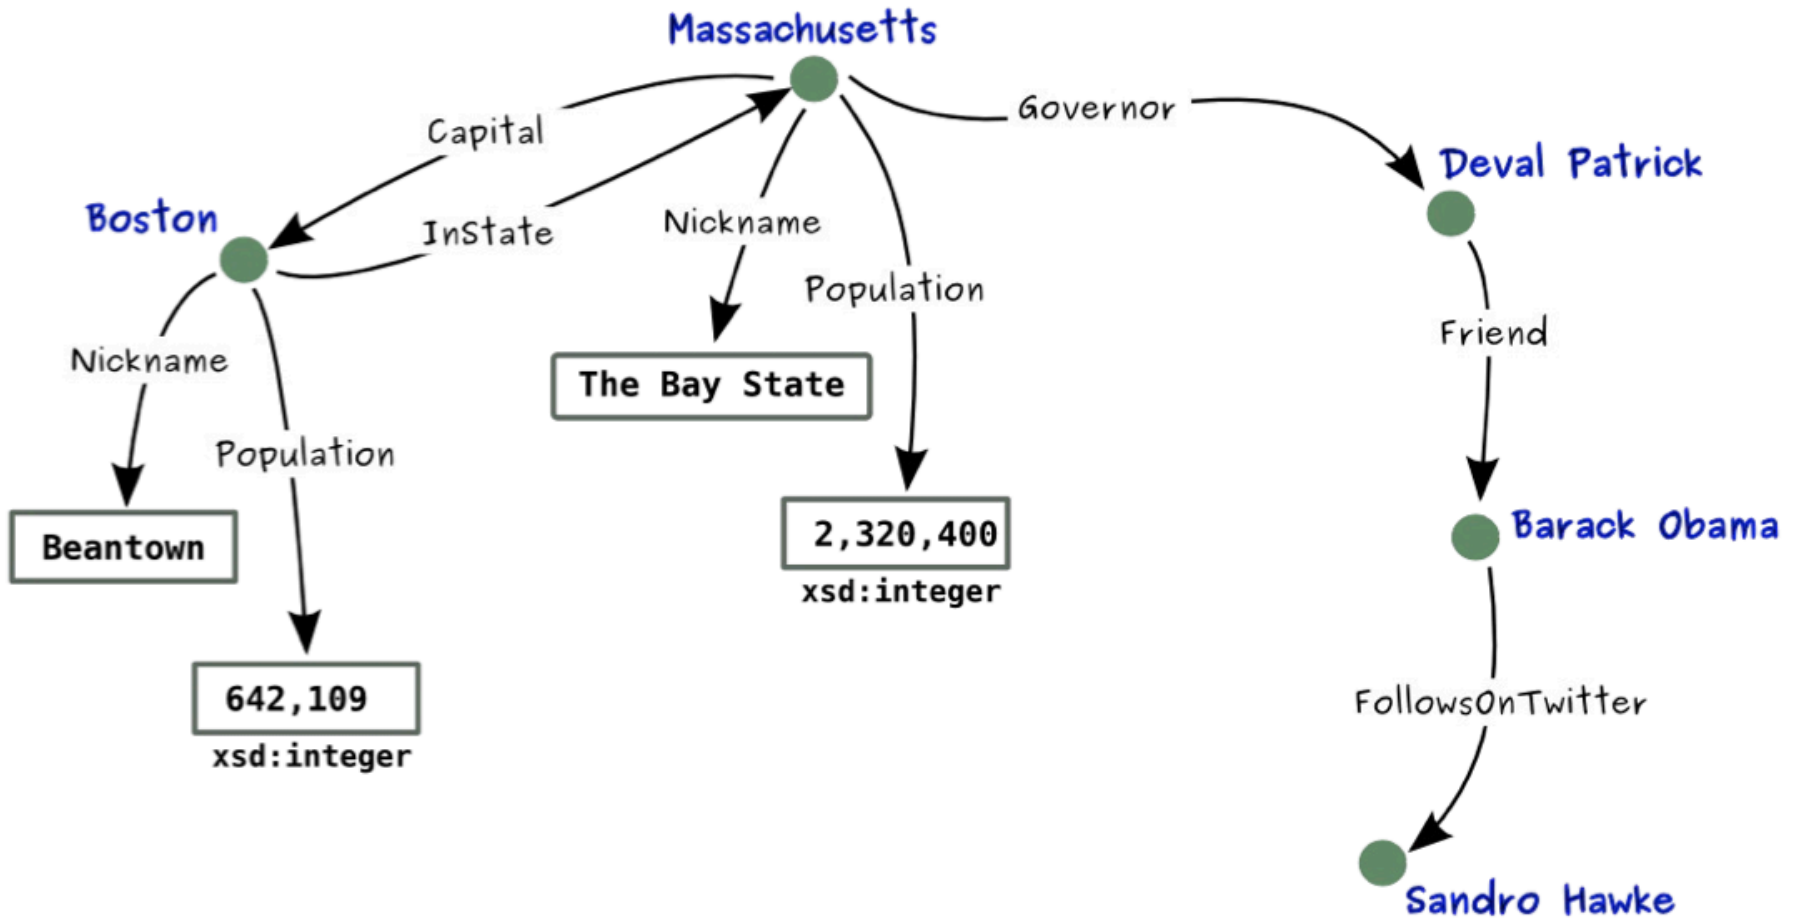 Massachusetts
Capital
Governor
Deval Patrick
Boston
InState
Nickname
Population
Friend
Nickname
The Bay State
Population
Barack Obama
2,320,400
xsd:integer
Beantown
642,109
xsd:integer
FollowsOnTwitter
Sandro Hawke